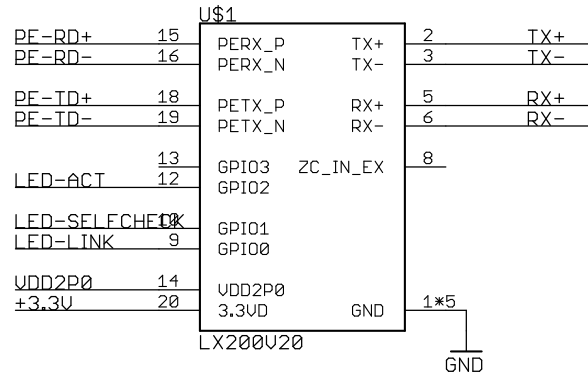 U$1
PE-RD+ 15 PERX_P TX+ 2 TX+
PE-RD- 16 PERX_N TX- 3 TX-
PE-TD+ 18 PETX_P RX+ 5 RX+
PE-TD- 19 PETX_N RX- 6 RX-
13 GPIO3 ZC_IN_EX 8
LED-ACT 12 GPIO2
LED-SELFCHECK GPIO1
LED-LINK 9 GPIO0
VDD2P0 14 VDD2P0
+3.3V 20 3.3VD GND 1*5
LX200V20
GND